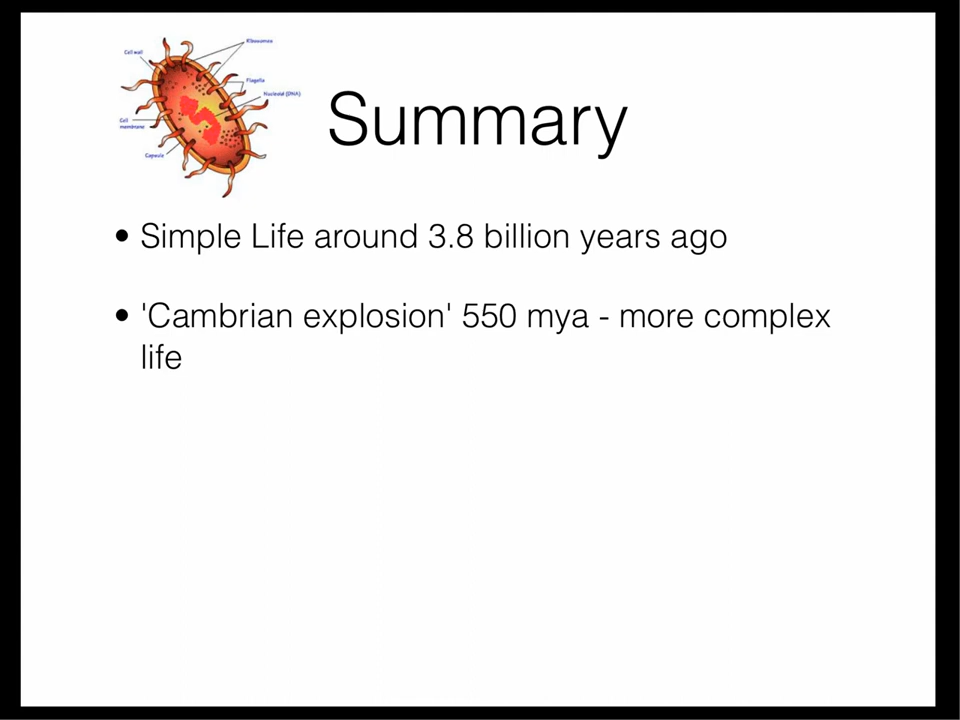 Ribosomes
Cell wall
Flagella
Nucleoid (DNA)
Cell
membrane
Capsule
Summary
• Simple Life around 3.8 billion years ago
• 'Cambrian explosion' 550 mya - more complex
life